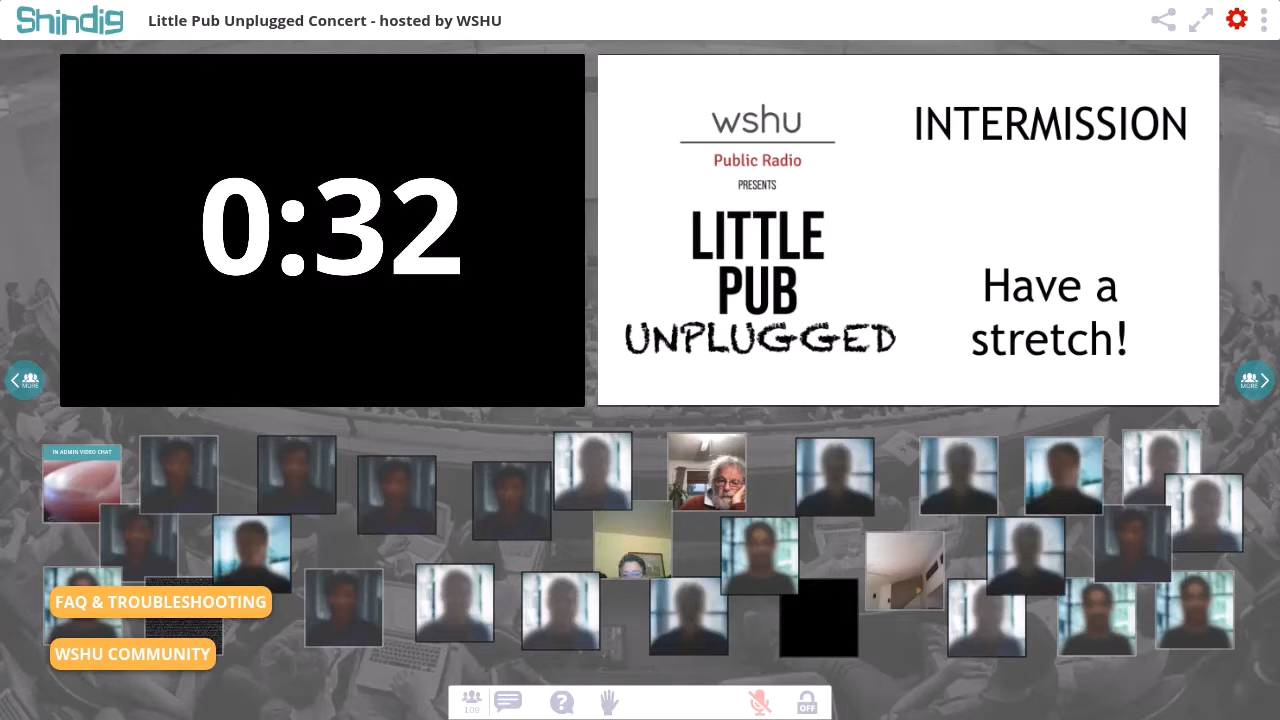 Shindig
Little Pub Unplugged Concert - hosted by WSHU
0:32
wshu
Public Radio
PRESENTS
LITTLE
PUB
UNPLUGGED
INTERMISSION
Have a
stretch!
MORE
MORE
IN ADMIN VIDEO CHAT
FAQ & TROUBLESHOOTING
WSHU COMMUNITY
109
?
OFF